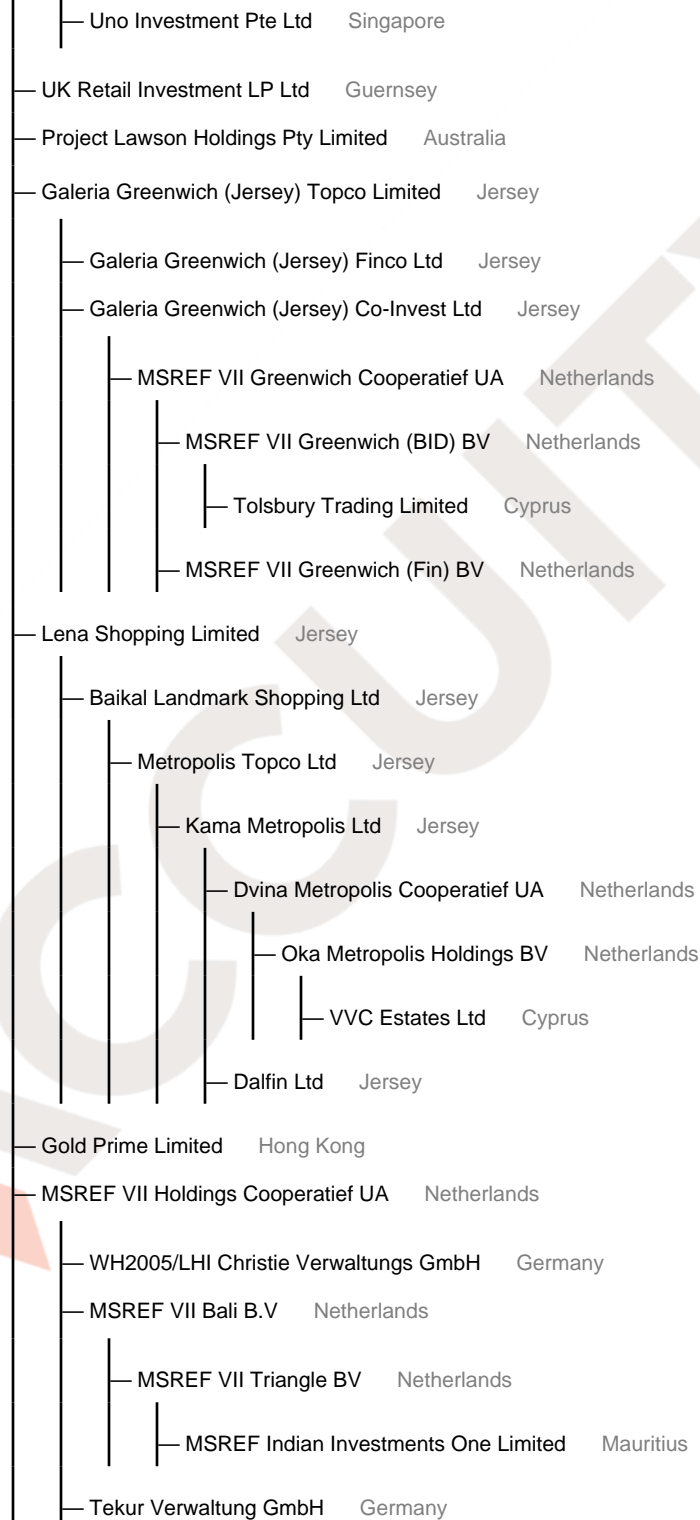 Uno Investment Pte Ltd Singapore
UK Retail Investment LP Ltd Guernsey
Project Lawson Holdings Pty Limited Australia
Galeria Greenwich (Jersey) Topco Limited Jersey
Galeria Greenwich (Jersey) Finco Ltd Jersey
Galeria Greenwich (Jersey) Co-Invest Ltd Jersey
MSREF VII Greenwich Cooperatief UA Netherlands
MSREF VII Greenwich (BID) BV Netherlands
Tolsbury Trading Limited Cyprus
MSREF VII Greenwich (Fin) BV Netherlands
Lena Shopping Limited Jersey
Baikal Landmark Shopping Ltd Jersey
Metropolis Topco Ltd Jersey
Kama Metropolis Ltd Jersey
Dvina Metropolis Cooperatief UA Netherlands
Oka Metropolis Holdings BV Netherlands
VVC Estates Ltd Cyprus
Dalfin Ltd Jersey
Gold Prime Limited Hong Kong
MSREF VII Holdings Cooperatief UA Netherlands
WH2005/LHI Christie Verwaltungs GmbH Germany
MSREF VII Bali B.V Netherlands
MSREF VII Triangle BV Netherlands
MSREF Indian Investments One Limited Mauritius
Tekur Verwaltung GmbH Germany
ACCUIT